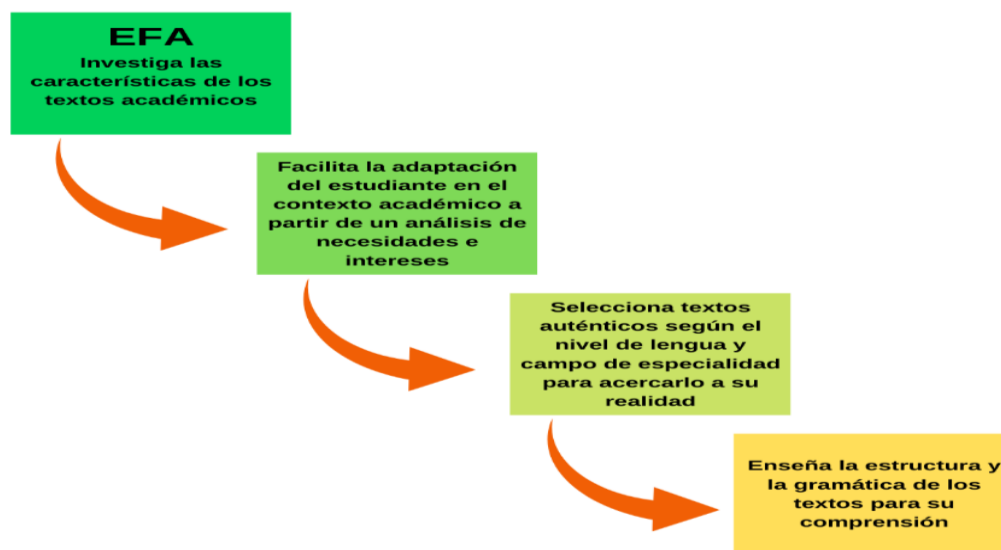 EFA
Investiga las
características de los
textos académicos
Facilita la adaptación
del estudiante en el
contexto académico a
partir de un análisis de
necesidades e
intereses
Selecciona textos
auténticos según el
nivel de lengua y
campo de especialidad
para acercarlo a su
realidad
Enseña la estructura y
la gramática de los
textos para su
comprensión